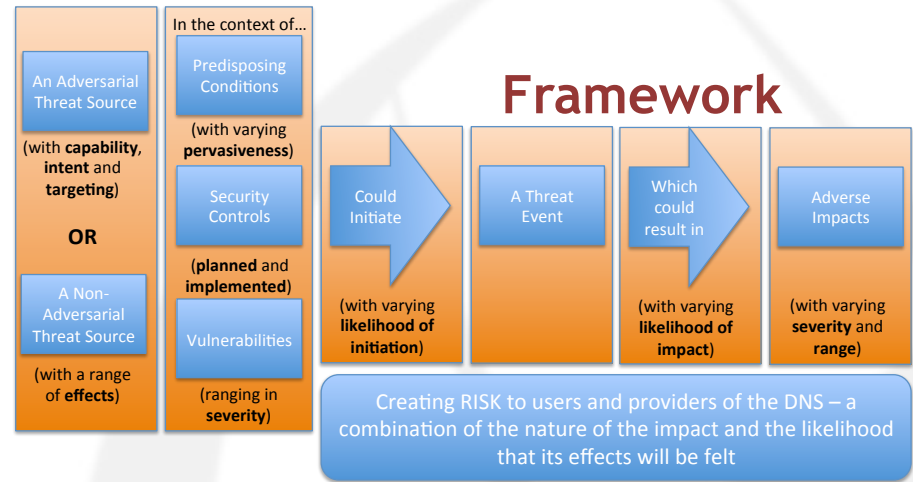 An Adversarial
Threat Source
(with capability,
intent and
targeting)
OR
A Non-
Adversarial
Threat Source
(with a range
of effects)
In the context of...
Predisposing
Conditions
(with varying
pervasiveness)
Security
Controls
(planned and
implemented)
Vulnerabilities
(ranging in
severity)
Framework
Could
Initiate
(with varying
likelihood of
initiation)
A Threat
Event
Which
could
result in
(with varying
likelihood of
impact)
Adverse
Impacts
(with varying
severity and
range)
Creating RISK to users and providers of the DNS – a
combination of the nature of the impact and the likelihood
that its effects will be felt